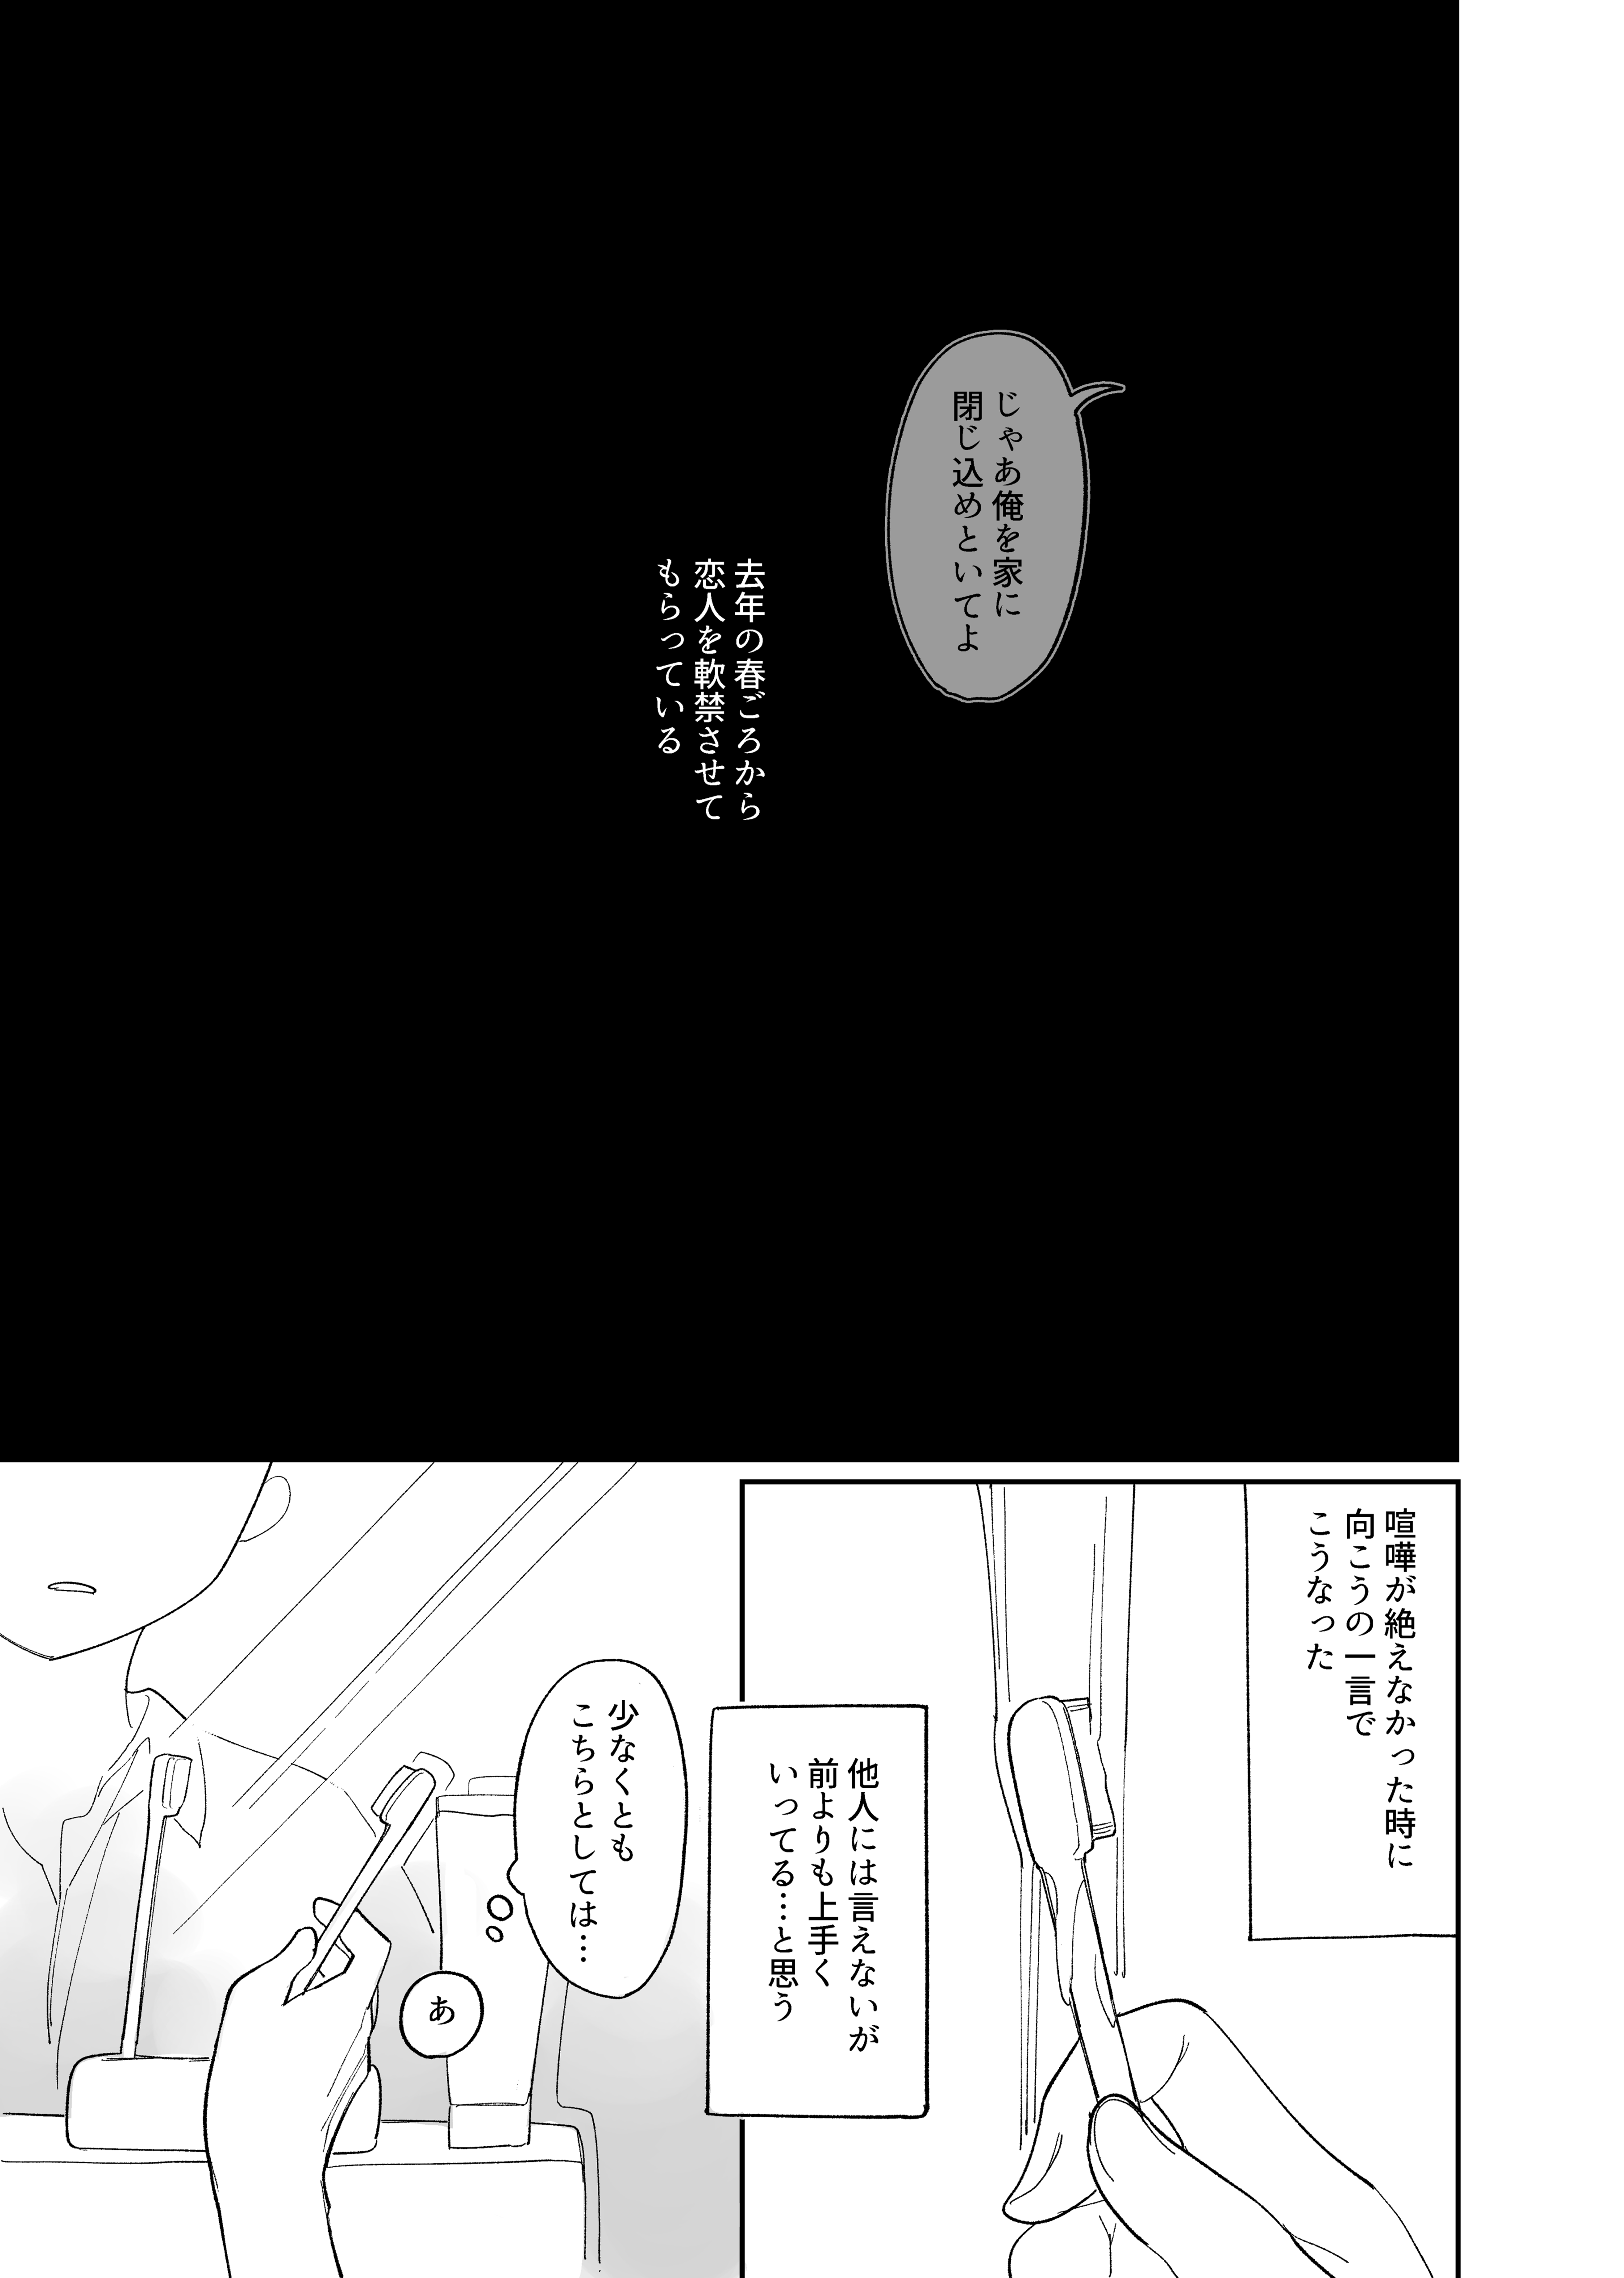 じゃあ俺を家に
閉じ込めといてよ
去年の春ごろから
恋人を軟禁させて
もらっている
喧嘩が絶えなかった時に
向こうの一言で
こうなった
他人には言えないが
前よりも上手く
いってる…と思う
少なくとも
こちらとしては…
あ